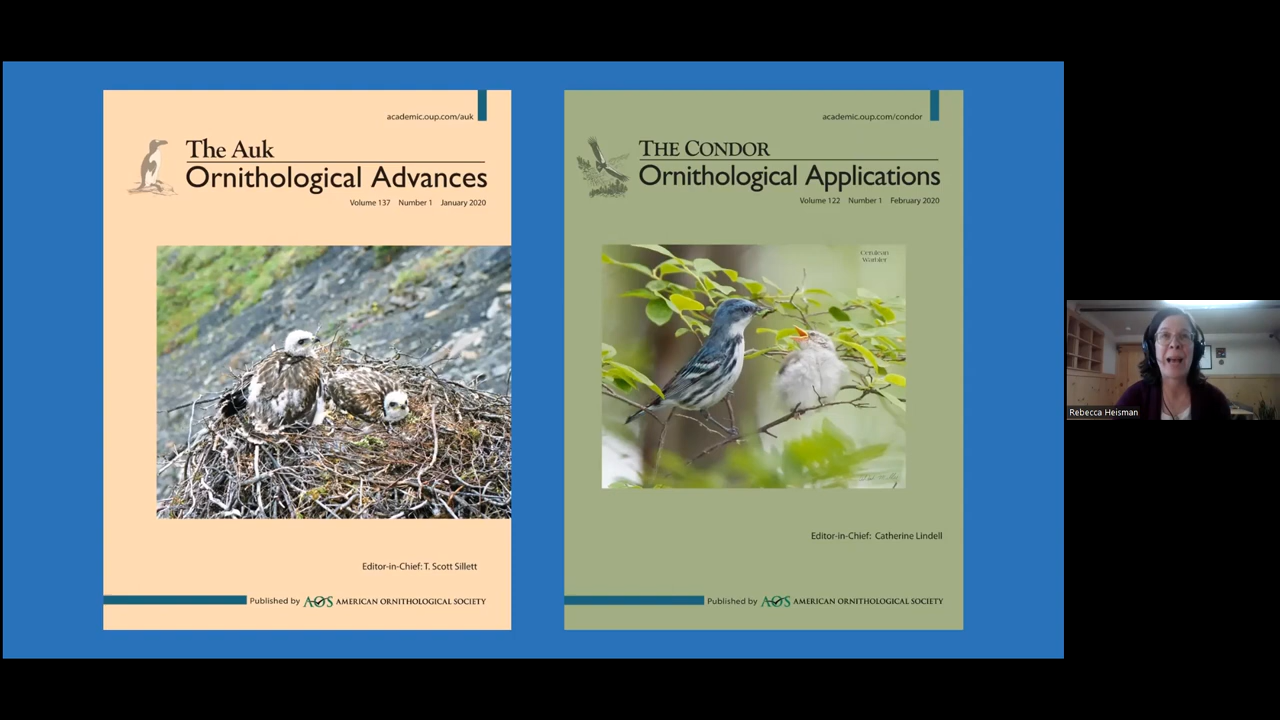 academic.oup.com/auk
The Auk
Ornithological Advances
Volume 137 Number 1 January 2020
Editor-in-Chief: T. Scott Sillett
Published by AOS AMERICAN ORNITHOLOGICAL SOCIETY
academic.oup.com/condor
THE CONDOR
Ornithological Applications
Volume 122 Number 1 February 2020
Cerulean
Warbler
Editor-in-Chief: Catherine Lindell
Published by AOS AMERICAN ORNITHOLOGICAL SOCIETY
Rebecca Heisman